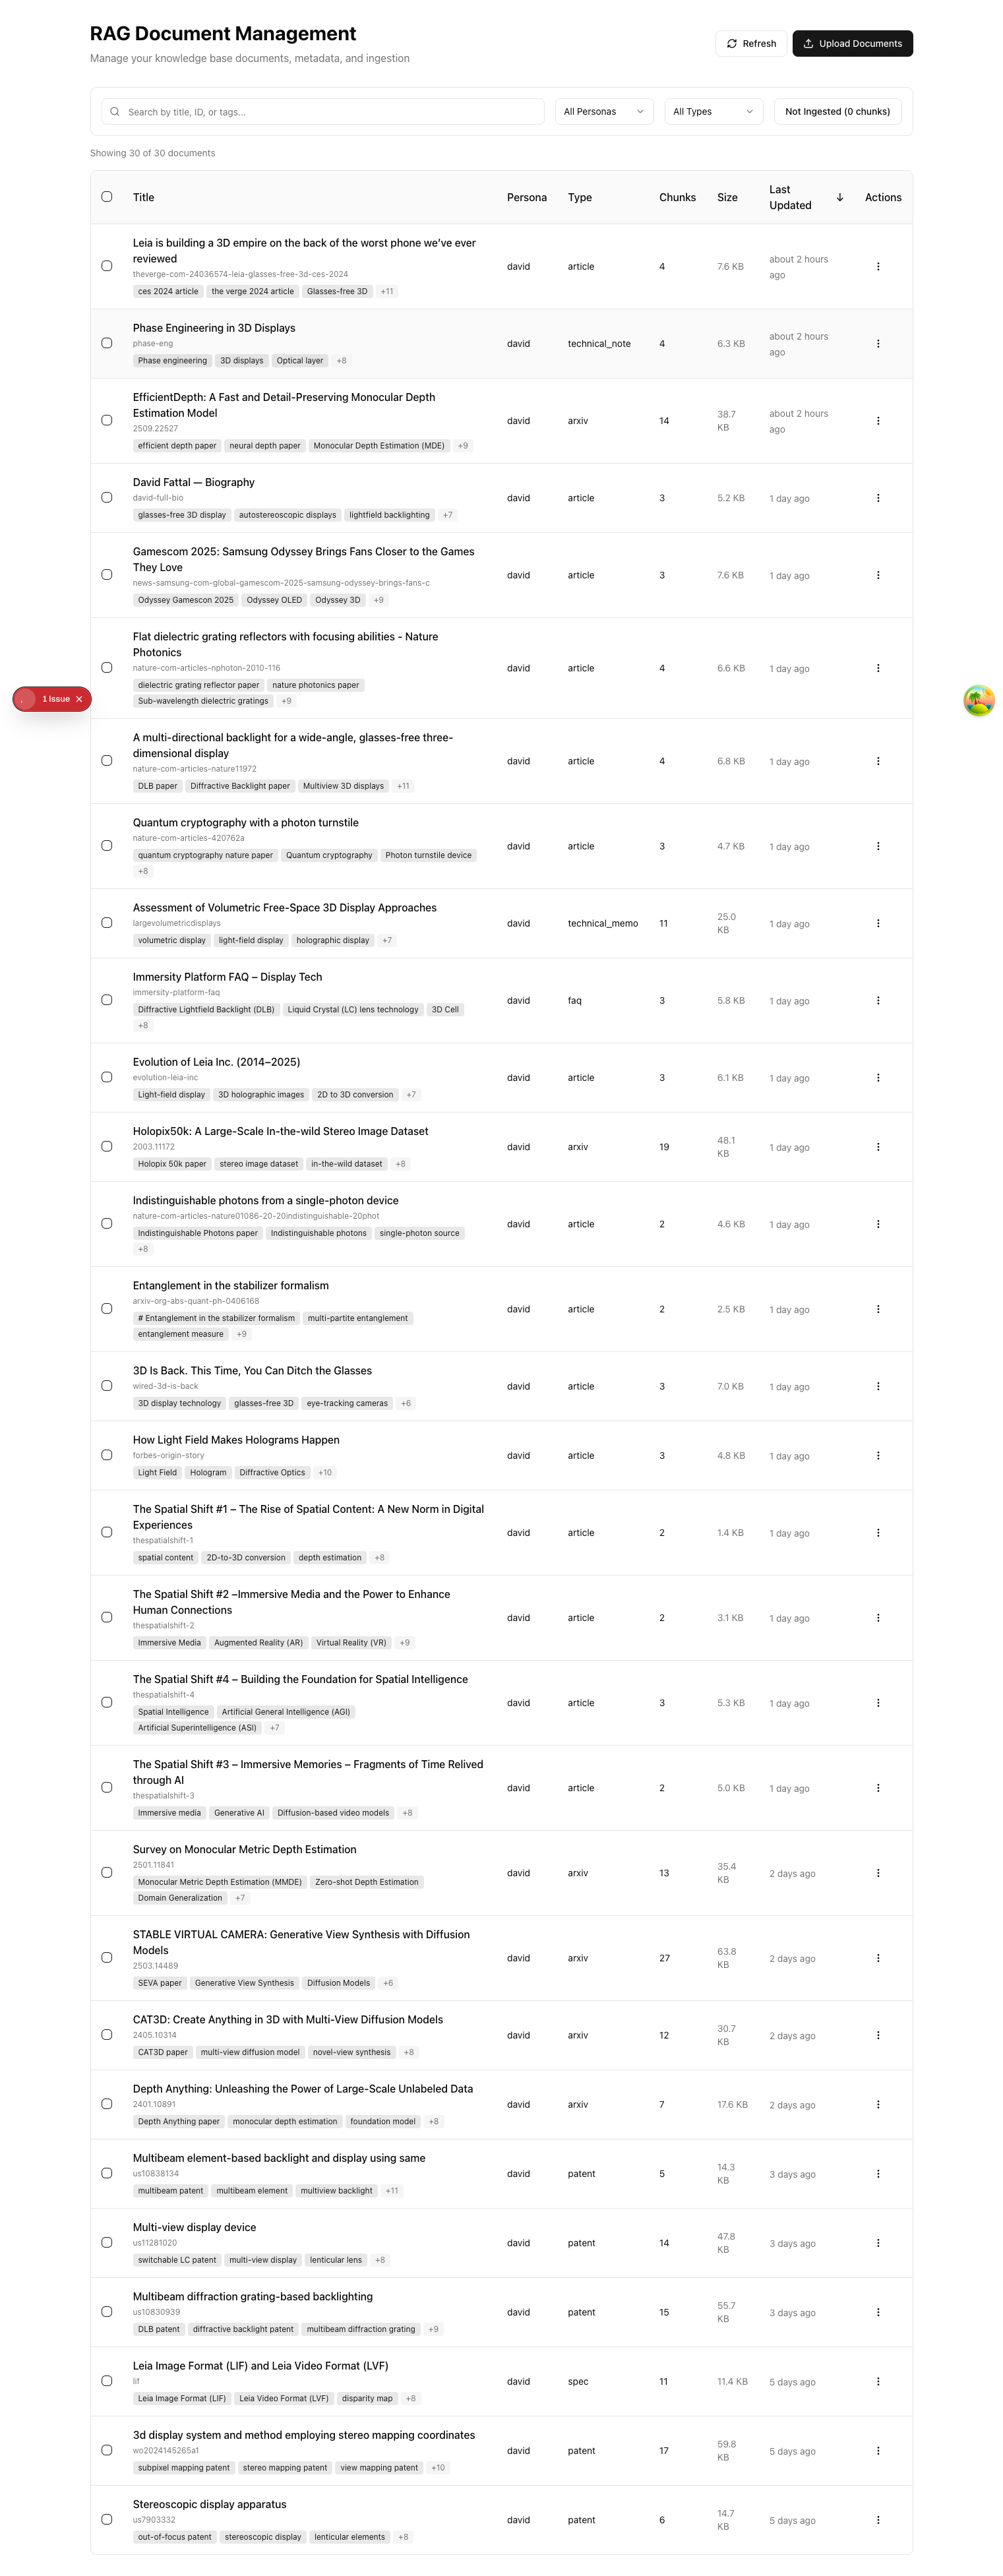 RAG Document Management
Manage your knowledge base documents, metadata, and ingestion
Refresh
Upload Documents
Search by title, ID, or tags...
All Personas
All Types
Not Ingested (0 chunks)
Showing 30 of 30 documents
Title Persona Type Chunks Size Last Updated Actions
Leia is building a 3D empire on the back of the worst phone we've ever
reviewed
theverge-com-24036574-leia-glasses-free-3d-ces-2024
ces 2024 article the verge 2024 article Glasses-free 3D +11
david article 4 7.6 KB about 2 hours ago
Phase Engineering in 3D Displays
phase-eng
Phase engineering 3D displays Optical layer +8
david technical_note 4 6.3 KB about 2 hours ago
EfficientDepth: A Fast and Detail-Preserving Monocular Depth
Estimation Model
2509.22527
efficient depth paper neural depth paper Monocular Depth Estimation (MDE) +9
david arxiv 14 38.7 KB about 2 hours ago
David Fattal — Biography
david-full-bio
glasses-free 3D display autostereoscopic displays lightfield backlighting +7
david article 3 5.2 KB 1 day ago
Gamescom 2025: Samsung Odyssey Brings Fans Closer to the Games
They Love
news-samsung-com-global-gamescom-2025-samsung-odyssey-brings-fans-c
Odyssey Gamescon 2025 Odyssey OLED Odyssey 3D +9
david article 3 7.6 KB 1 day ago
Flat dielectric grating reflectors with focusing abilities - Nature
Photonics
nature-com-articles-nphoton-2010-116
dielectric grating reflector paper nature photonics paper
Sub-wavelength dielectric gratings +9
david article 4 6.6 KB 1 day ago
1 Issue
A multi-directional backlight for a wide-angle, glasses-free three-
dimensional display
nature-com-articles-nature11972
DLB paper Diffractive Backlight paper Multiview 3D displays +11
david article 4 6.8 KB 1 day ago
Quantum cryptography with a photon turnstile
nature-com-articles-420762a
quantum cryptography nature paper Quantum cryptography Photon turnstile device
+8
david article 3 4.7 KB 1 day ago
Assessment of Volumetric Free-Space 3D Display Approaches
largevolumetricdisplays
volumetric display light-field display holographic display +7
david technical_memo 11 25.0 KB 1 day ago
Immersity Platform FAQ – Display Tech
immersity-platform-faq
Diffractive Lightfield Backlight (DLB) Liquid Crystal (LC) lens technology 3D Cell
+8
david faq 3 5.8 KB 1 day ago
Evolution of Leia Inc. (2014–2025)
evolution-leia-inc
Light-field display 3D holographic images 2D to 3D conversion +7
david article 3 6.1 KB 1 day ago
Holopix50k: A Large-Scale In-the-wild Stereo Image Dataset
2003.11172
Holopix 50k paper stereo image dataset in-the-wild dataset +8
david arxiv 19 48.1 KB 1 day ago
Indistinguishable photons from a single-photon device
nature-com-articles-nature01086-20-20indistinguishable-20phot
Indistinguishable Photons paper Indistinguishable photons single-photon source
+8
david article 2 4.6 KB 1 day ago
Entanglement in the stabilizer formalism
arxiv-org-abs-quant-ph-0406168
# Entanglement in the stabilizer formalism multi-partite entanglement
entanglement measure +9
david article 2 2.5 KB 1 day ago
3D Is Back. This Time, You Can Ditch the Glasses
wired-3d-is-back
3D display technology glasses-free 3D eye-tracking cameras +6
david article 3 7.0 KB 1 day ago
How Light Field Makes Holograms Happen
forbes-origin-story
Light Field Hologram Diffractive Optics +10
david article 3 4.8 KB 1 day ago
The Spatial Shift #1 – The Rise of Spatial Content: A New Norm in Digital
Experiences
thespatialshift-1
spatial content 2D-to-3D conversion depth estimation +8
david article 2 1.4 KB 1 day ago
The Spatial Shift #2 –Immersive Media and the Power to Enhance
Human Connections
thespatialshift-2
Immersive Media Augmented Reality (AR) Virtual Reality (VR) +9
david article 2 3.1 KB 1 day ago
The Spatial Shift #4 – Building the Foundation for Spatial Intelligence
thespatialshift-4
Spatial Intelligence Artificial General Intelligence (AGI)
Artificial Superintelligence (ASI) +7
david article 3 5.3 KB 1 day ago
The Spatial Shift #3 – Immersive Memories – Fragments of Time Relived
through AI
thespatialshift-3
Immersive media Generative AI Diffusion-based video models +8
david article 2 5.0 KB 1 day ago
Survey on Monocular Metric Depth Estimation
2501.11841
Monocular Metric Depth Estimation (MMDE) Zero-shot Depth Estimation
Domain Generalization +7
david arxiv 13 35.4 KB 2 days ago
STABLE VIRTUAL CAMERA: Generative View Synthesis with Diffusion
Models
2503.14489
SEVA paper Generative View Synthesis Diffusion Models +6
david arxiv 27 63.8 KB 2 days ago
CAT3D: Create Anything in 3D with Multi-View Diffusion Models
2405.10314
CAT3D paper multi-view diffusion model novel-view synthesis +8
david arxiv 12 30.7 KB 2 days ago
Depth Anything: Unleashing the Power of Large-Scale Unlabeled Data
2401.10891
Depth Anything paper monocular depth estimation foundation model +8
david arxiv 7 17.6 KB 2 days ago
Multibeam element-based backlight and display using same
us10838134
multibeam patent multibeam element multiview backlight +11
david patent 5 14.3 KB 3 days ago
Multi-view display device
us11281020
switchable LC patent multi-view display lenticular lens +8
david patent 14 47.8 KB 3 days ago
Multibeam diffraction grating-based backlighting
us10830939
DLB patent diffractive backlight patent multibeam diffraction grating +9
david patent 15 55.7 KB 3 days ago
Leia Image Format (LIF) and Leia Video Format (LVF)
lif
Leia Image Format (LIF) Leia Video Format (LVF) disparity map +8
david spec 11 11.4 KB 5 days ago
3d display system and method employing stereo mapping coordinates
wo2024145265a1
subpixel mapping patent stereo mapping patent view mapping patent +10
david patent 17 59.8 KB 5 days ago
Stereoscopic display apparatus
us7903332
out-of-focus patent stereoscopic display lenticular elements +8
david patent 6 14.7 KB 5 days ago